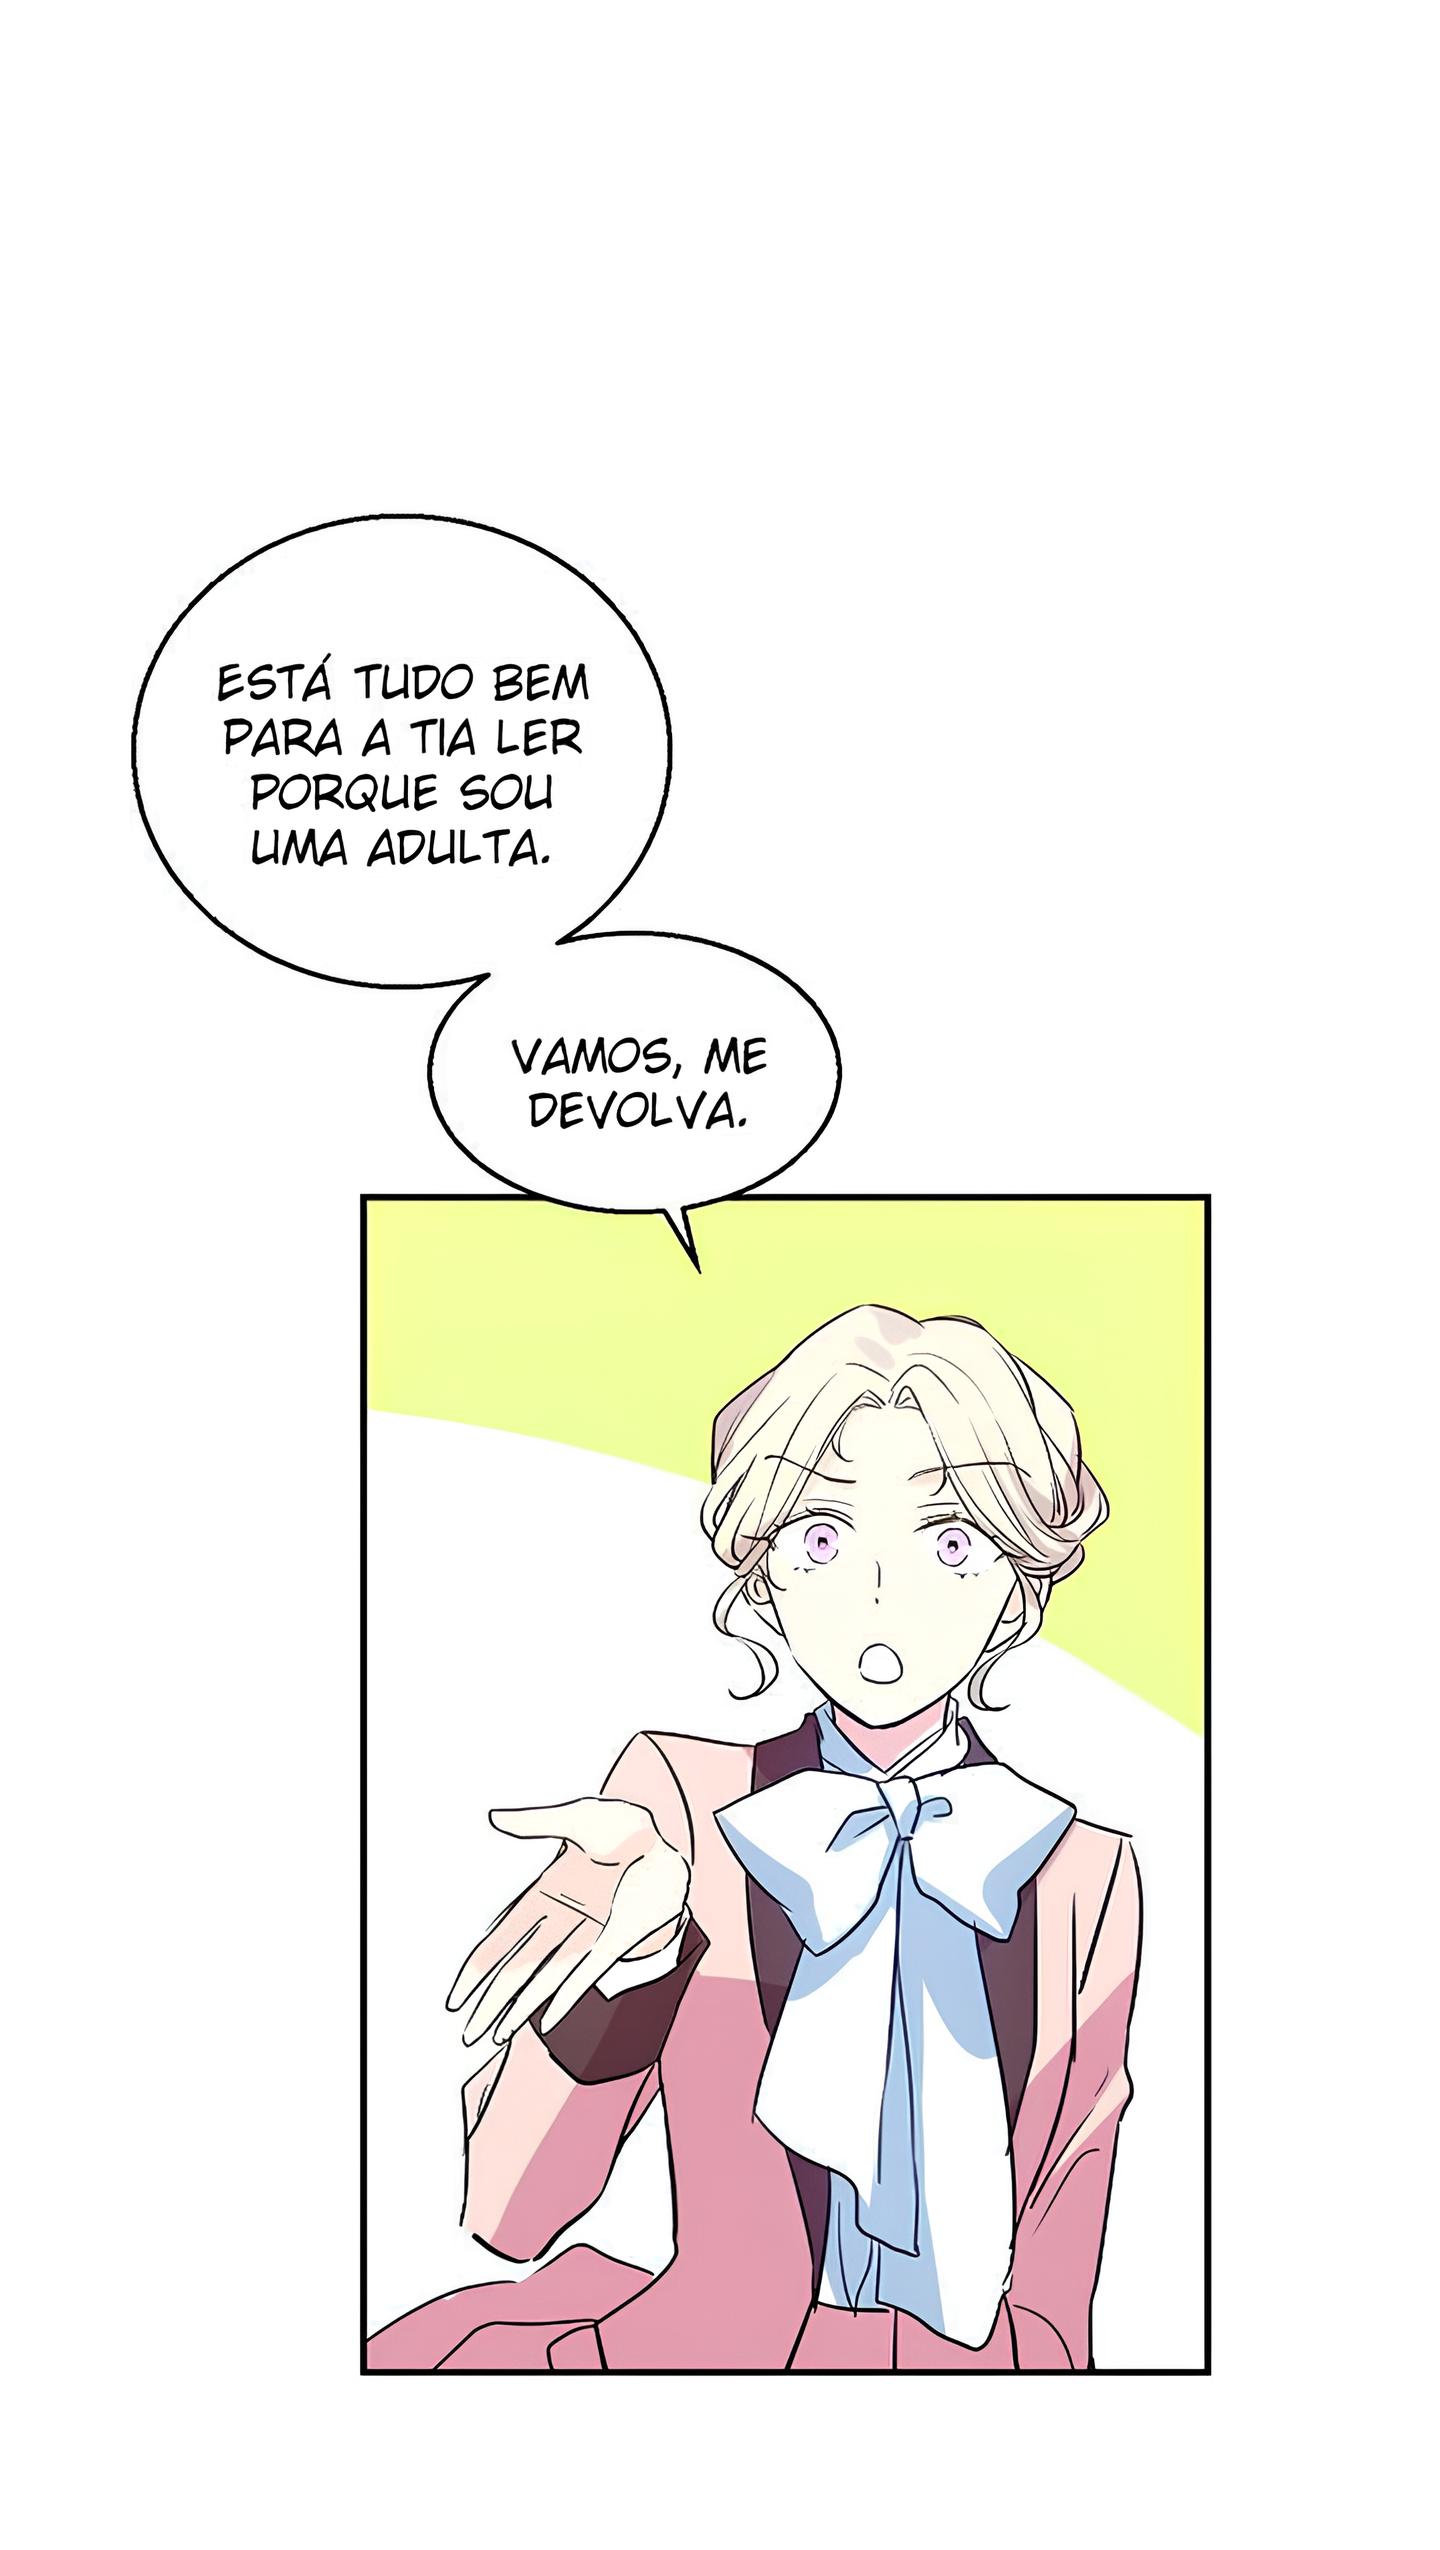 ESTÁ TUDO BEM
PARA A TIA LER
PORQUE SOU
UMA ADULTA.
VAMOS, ME
DEVOLVA.